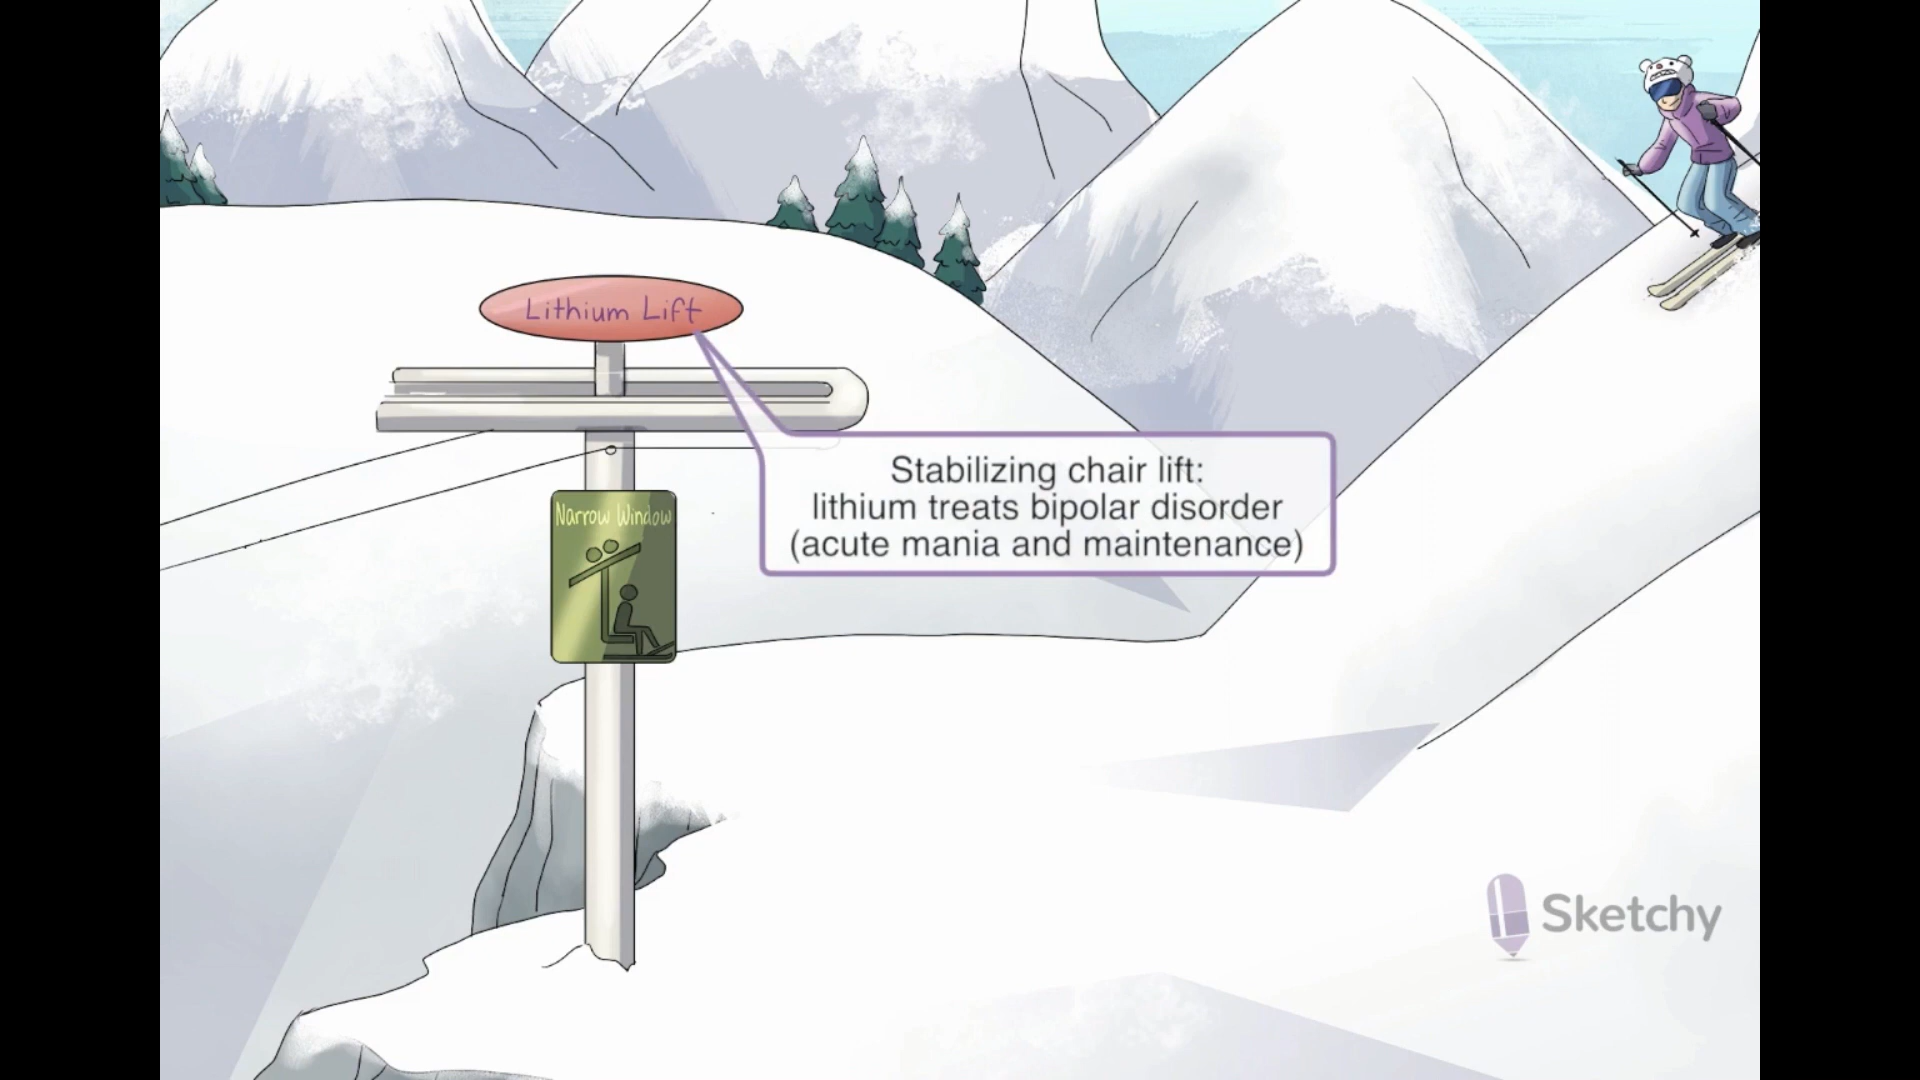 Lithium Lift
Narrow Window
Stabilizing chair lift:
lithium treats bipolar disorder
(acute mania and maintenance)
Sketchy